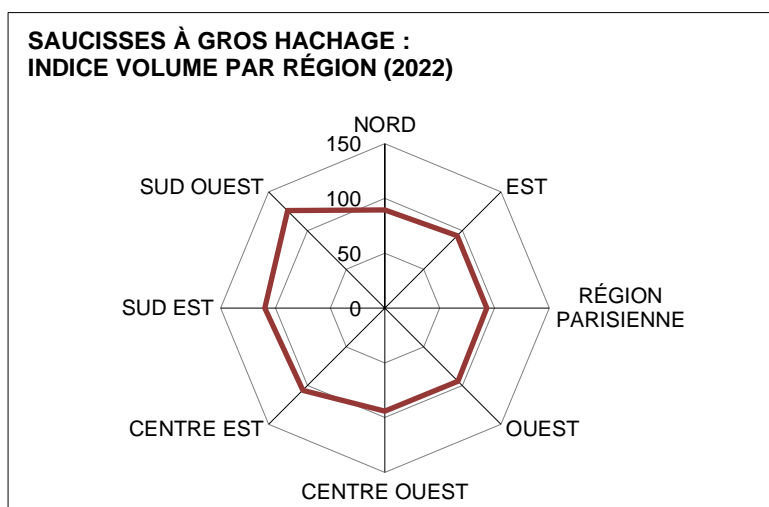 SAUCISSES À GROS HACHAGE :
INDICE VOLUME PAR RÉGION (2022)
NORD
150
SUD OUEST
EST
100
50
SUD EST
0
RÉGION
PARISIENNE
CENTRE EST
OUEST
CENTRE OUEST